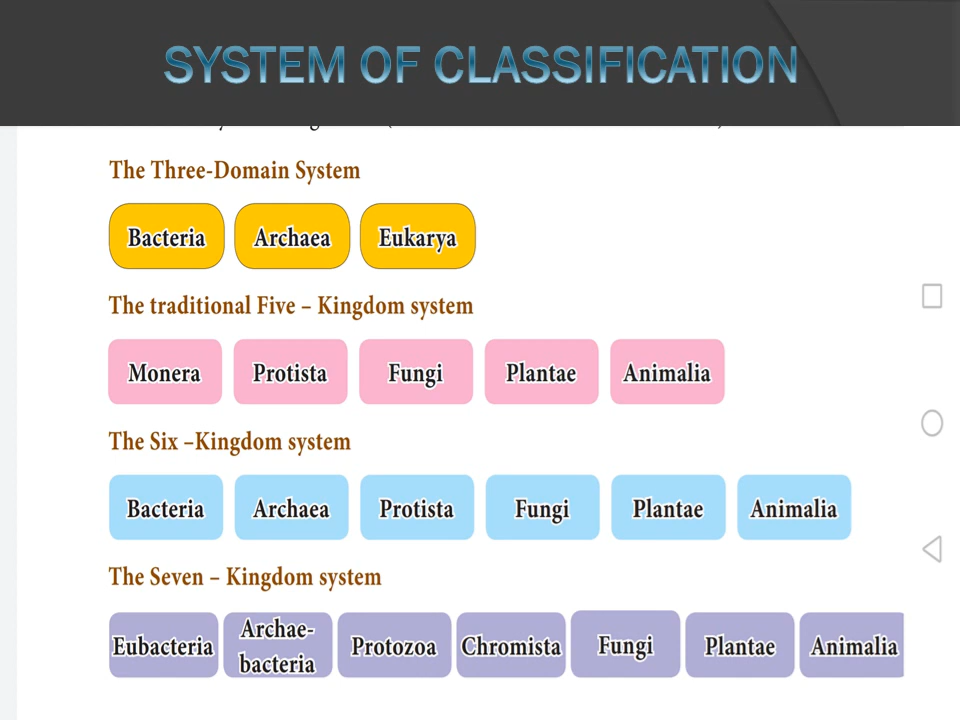 SYSTEM OF CLASSIFICATION
The Three-Domain System
Bacteria Archaea Eukarya
The traditional Five – Kingdom system
Monera Protista Fungi Plantae Animalia
The Six –Kingdom system
Bacteria Archaea Protista Fungi Plantae Animalia
The Seven – Kingdom system
Eubacteria Archae-
bacteria Protozoa Chromista Fungi Plantae Animalia